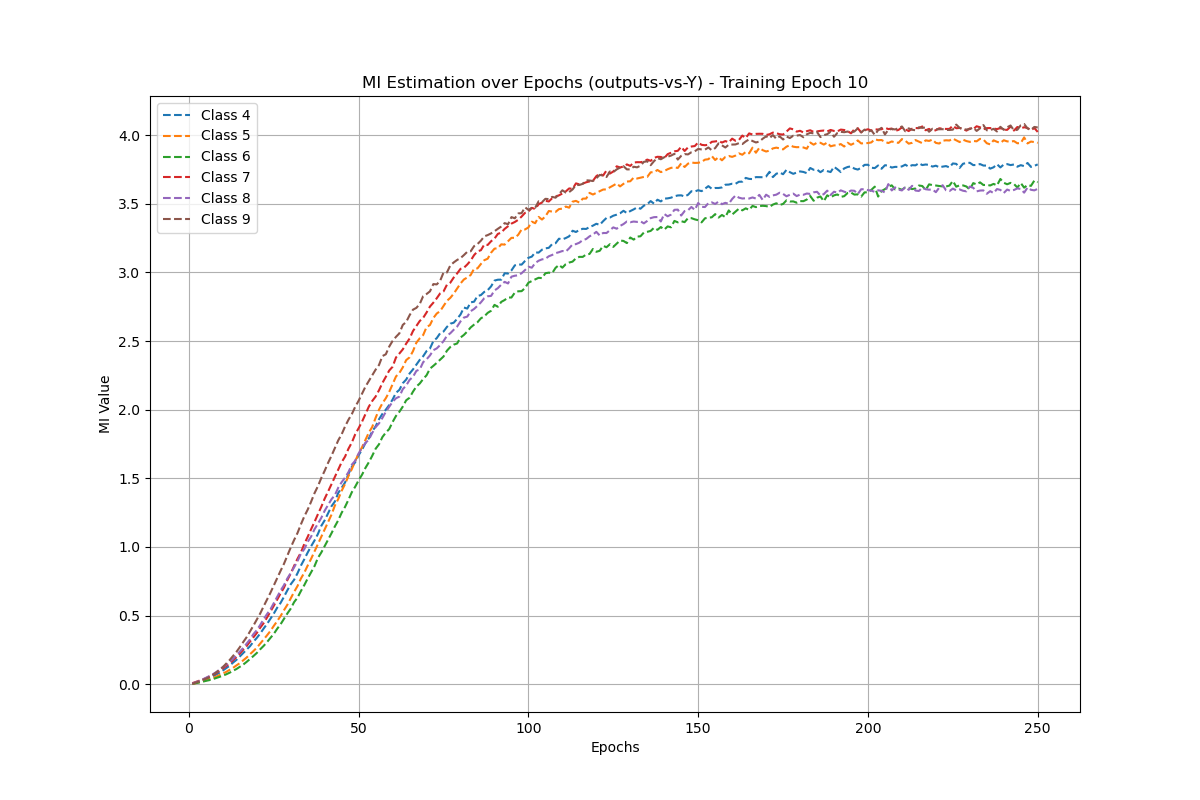 MI Estimation over Epochs (outputs-vs-Y) - Training Epoch 10
Class 4
Class 5
Class 6
Class 7
Class 8
Class 9
MI Value
4.0
3.5
3.0
2.5
2.0
1.5
1.0
0.5
0.0
0 50 100 150 200 250
Epochs